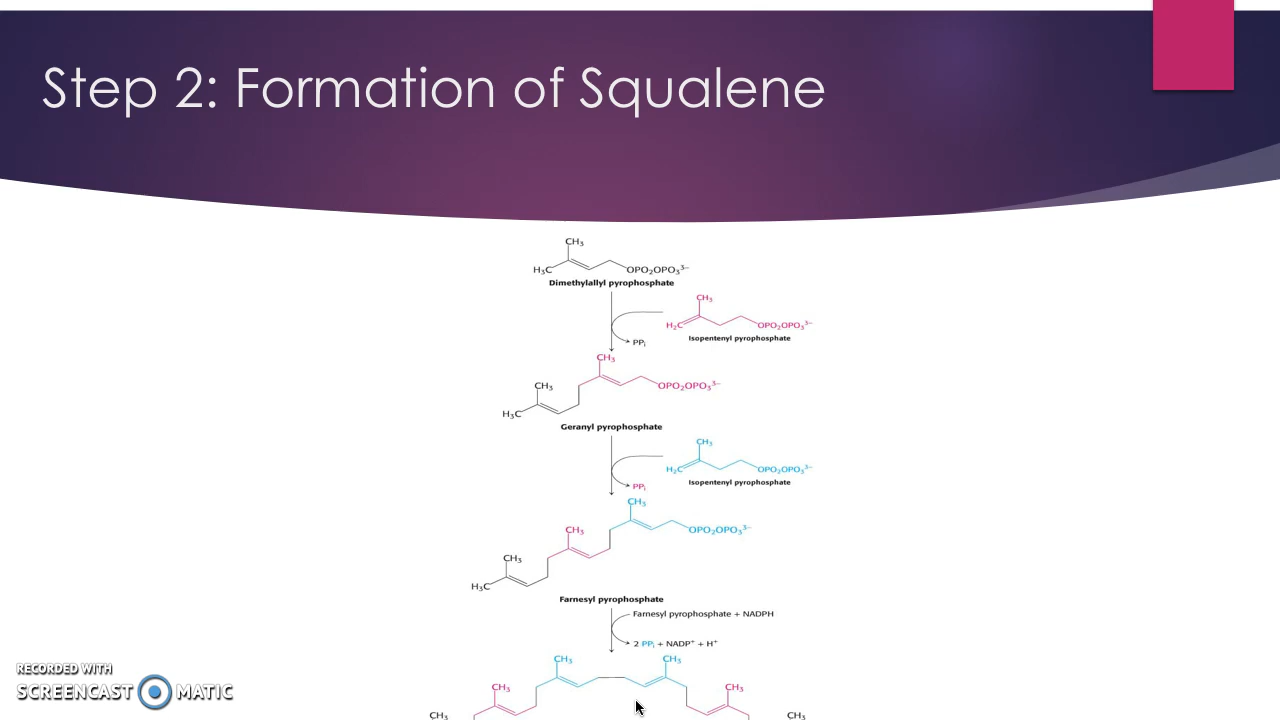 Step 2: Formation of Squalene
CH₃
H₃C OPO₂OPO₃³⁻
Dimethylallyl pyrophosphate
CH₃
H₂C OPO₂OPO₃³⁻
Isopentenyl pyrophosphate
PPᵢ
CH₃
CH₃ OPO₂OPO₃³⁻
H₃C
Geranyl pyrophosphate
CH₃
H₂C OPO₂OPO₃³⁻
Isopentenyl pyrophosphate
PPᵢ
CH₃
CH₃ OPO₂OPO₃³⁻
CH₃
H₃C
Farnesyl pyrophosphate
Farnesyl pyrophosphate + NADPH
2 PPᵢ + NADP⁺ + H⁺
CH₃ CH₃
CH₃ CH₃
CH₃ CH₃
RECORDED WITH
SCREENCAST MATIC